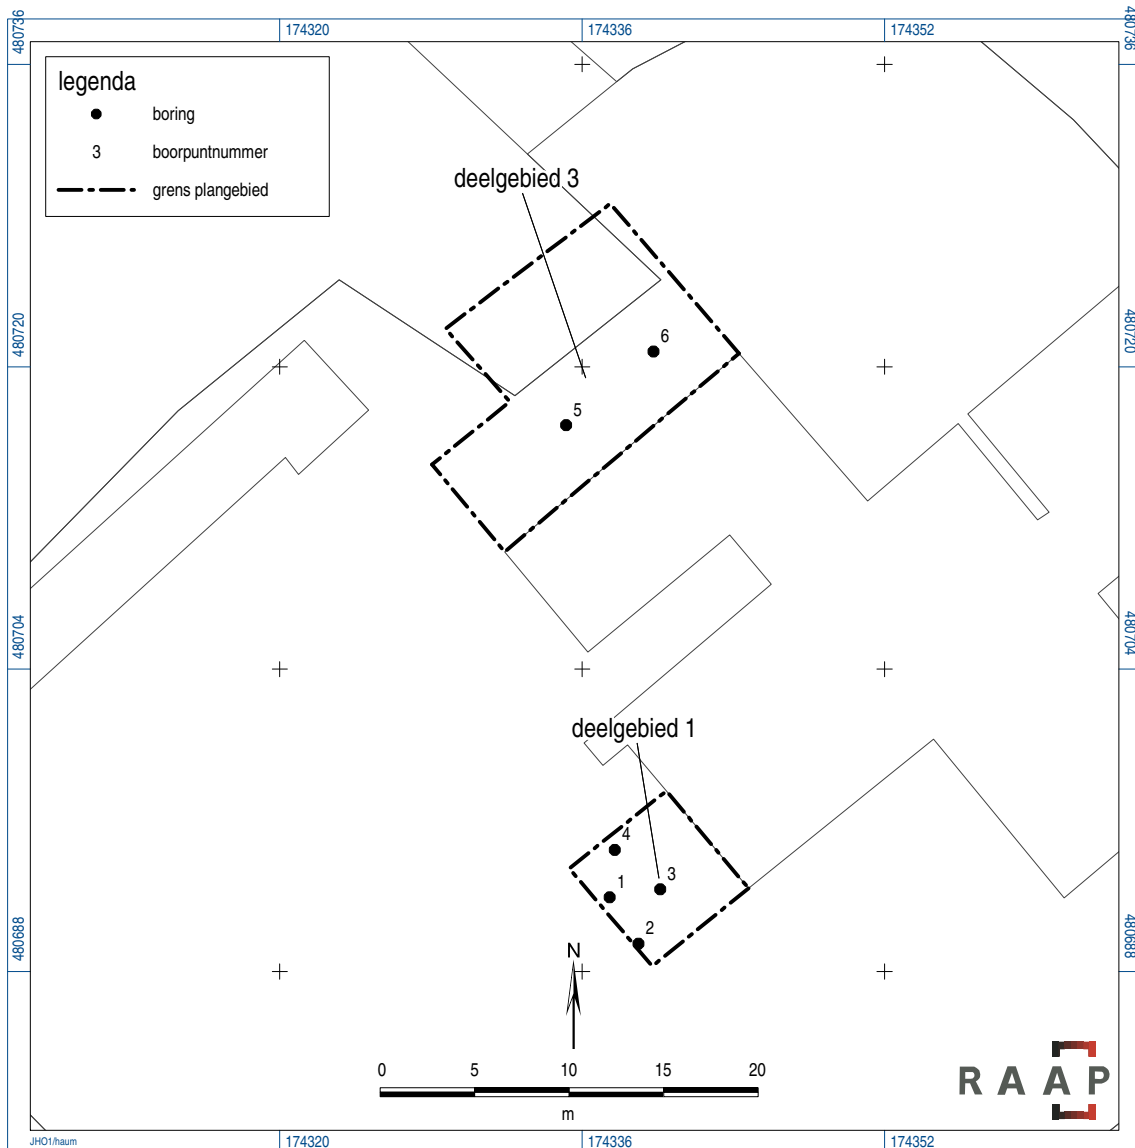 174320 174336 174352
480736 480736
legenda
boring
3 boorpuntnummer
grens plangebied
deelgebied 3
6
480720 480720
5
480704 480704
deelgebied 1
4
1 3
2
480688 480688
N
0 5 10 15 20
m
RAAP
JHO1/haum
174320 174336 174352